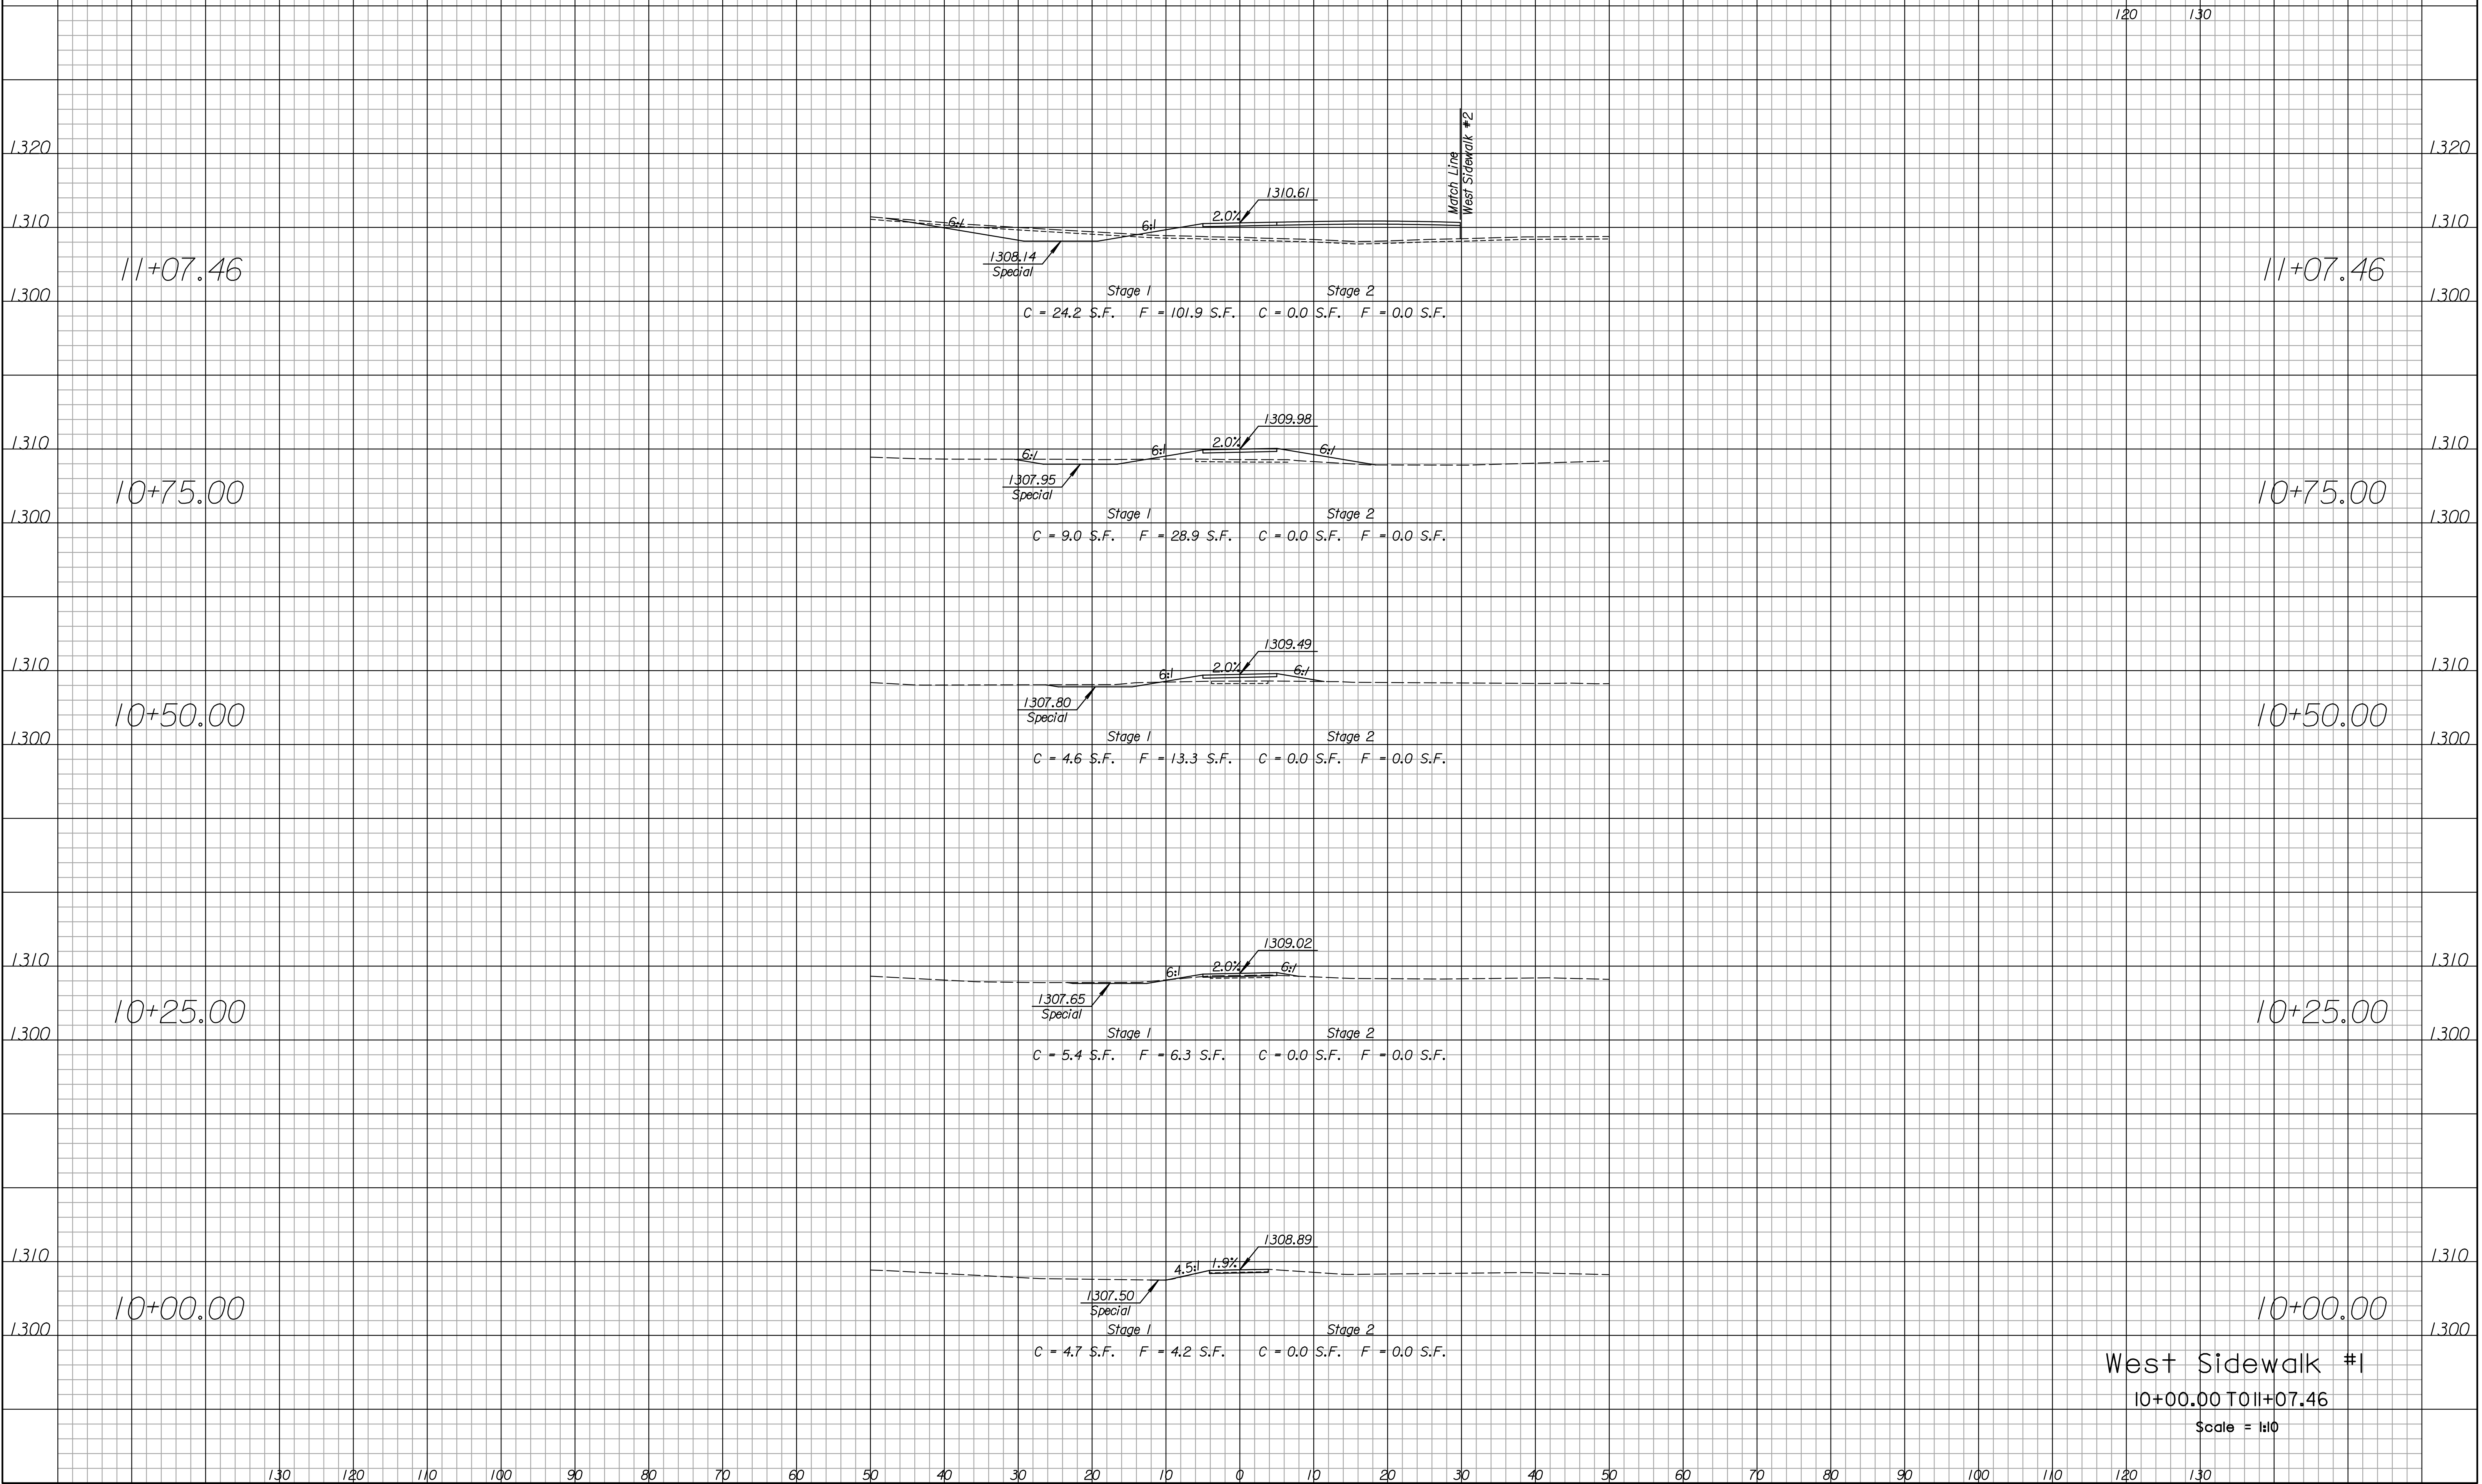 120 130
Match Line
West Sidewalk #2
1320 1320
1310.61
2.0%
6:1 6:1
1310 1310
1308.14
Special
11+07.46 11+07.46
Stage 1 Stage 2
1300 1300
C = 24.2 S.F. F = 101.9 S.F. C = 0.0 S.F. F = 0.0 S.F.
1309.98
1310 2.0% 1310
6:1 6:1 6:1
1307.95
Special
10+75.00 10+75.00
Stage 1 Stage 2
1300 1300
C = 9.0 S.F. F = 28.9 S.F. C = 0.0 S.F. F = 0.0 S.F.
1309.49
1310 2.0% 1310
6:1 6:1
1307.80
Special
10+50.00 10+50.00
Stage 1 Stage 2
1300 1300
C = 4.6 S.F. F = 13.3 S.F. C = 0.0 S.F. F = 0.0 S.F.
1309.02
1310 1310
6:1 2.0% 6:1
1307.65
Special
10+25.00 10+25.00
Stage 1 Stage 2
1300 1300
C = 5.4 S.F. F = 6.3 S.F. C = 0.0 S.F. F = 0.0 S.F.
1308.89
1310 1310
4.5:1 1.9%
1307.50
Special
10+00.00 10+00.00
Stage 1 Stage 2
1300 1300
C = 4.7 S.F. F = 4.2 S.F. C = 0.0 S.F. F = 0.0 S.F.
West Sidewalk #1
10+00.00 TO 11+07.46
Scale = 1:10
130 120 110 100 90 80 70 60 50 40 30 20 10 0 10 20 30 40 50 60 70 80 90 100 110 120 130